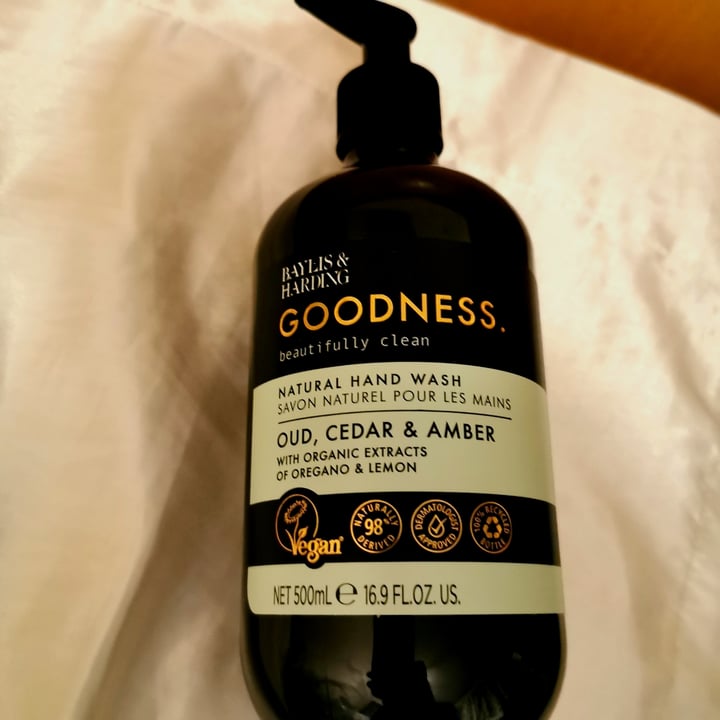 BAYLIS &
HARDING
GOODNESS.
beautifully clean
NATURAL HAND WASH
SAVON NATUREL POUR LES MAINS
OUD, CEDAR & AMBER
WITH ORGANIC EXTRACTS
OF OREGANO & LEMON
Vegan
NATURALLY
98%
DERIVED
DERMATOLOGIST
APPROVED
100% RECYCLED
BOTTLE
NET 500mL ℮ 16.9 FL.OZ. US.